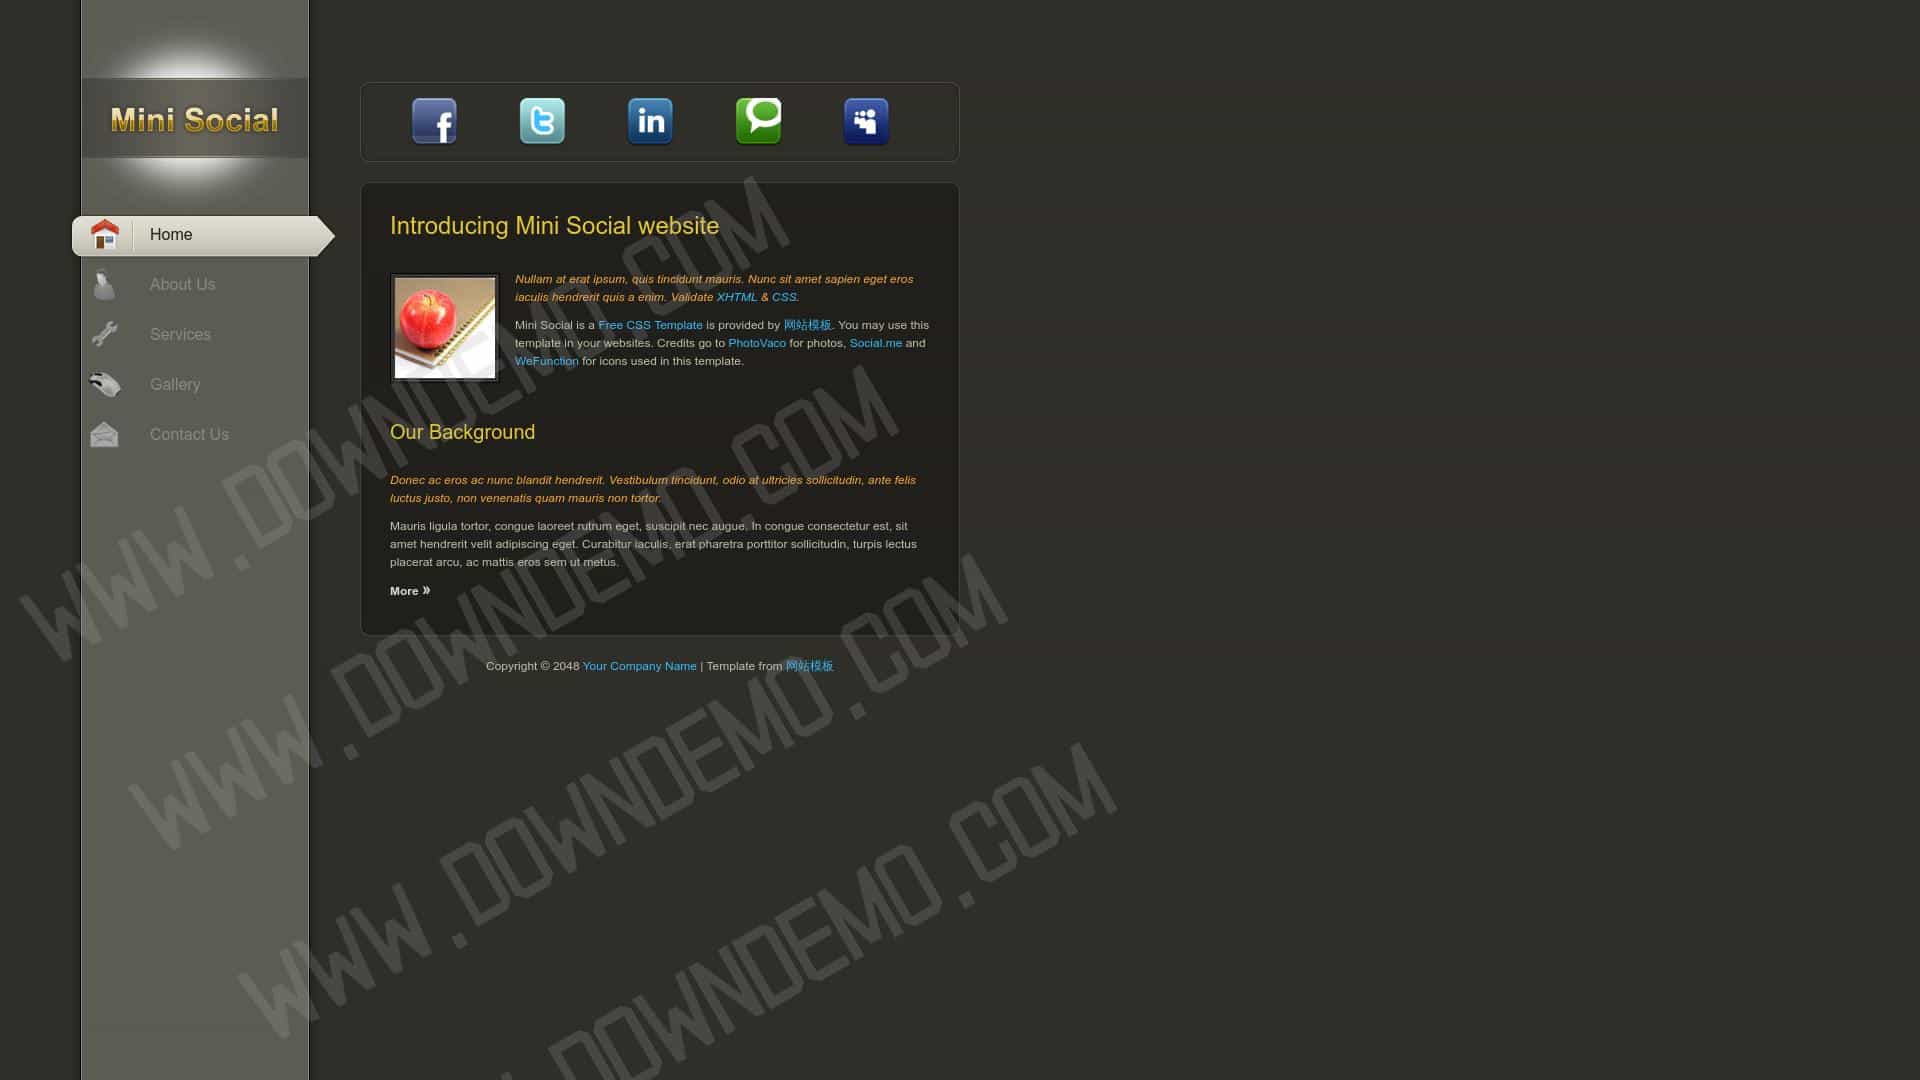 Mini Social
Home
About Us
Services
Gallery
Contact Us
Introducing Mini Social website
Nullam at erat ipsum, quis tincidunt mauris. Nunc sit amet sapien eget eros
iaculis hendrerit quis a enim. Validate XHTML & CSS.
Mini Social is a Free CSS Template is provided by 网站模板. You may use this
template in your websites. Credits go to PhotoVaco for photos, Social.me and
WeFunction for icons used in this template.
Our Background
Donec ac eros ac nunc blandit hendrerit. Vestibulum tincidunt, odio at ultricies sollicitudin, ante felis
luctus justo, non venenatis quam mauris non tortor.
Mauris ligula tortor, congue laoreet rutrum eget, suscipit nec augue. In congue consectetur est, sit
amet hendrerit velit adipiscing eget. Curabitur iaculis, erat pharetra porttitor sollicitudin, turpis lectus
placerat arcu, ac mattis eros sem ut metus.
More »
Copyright © 2048 Your Company Name | Template from 网站模板
WWW.DOWNDEMO.COM
WWW.DOWNDEMO.COM
WWW.DOWNDEMO.COM
DOWNDEMO.COM